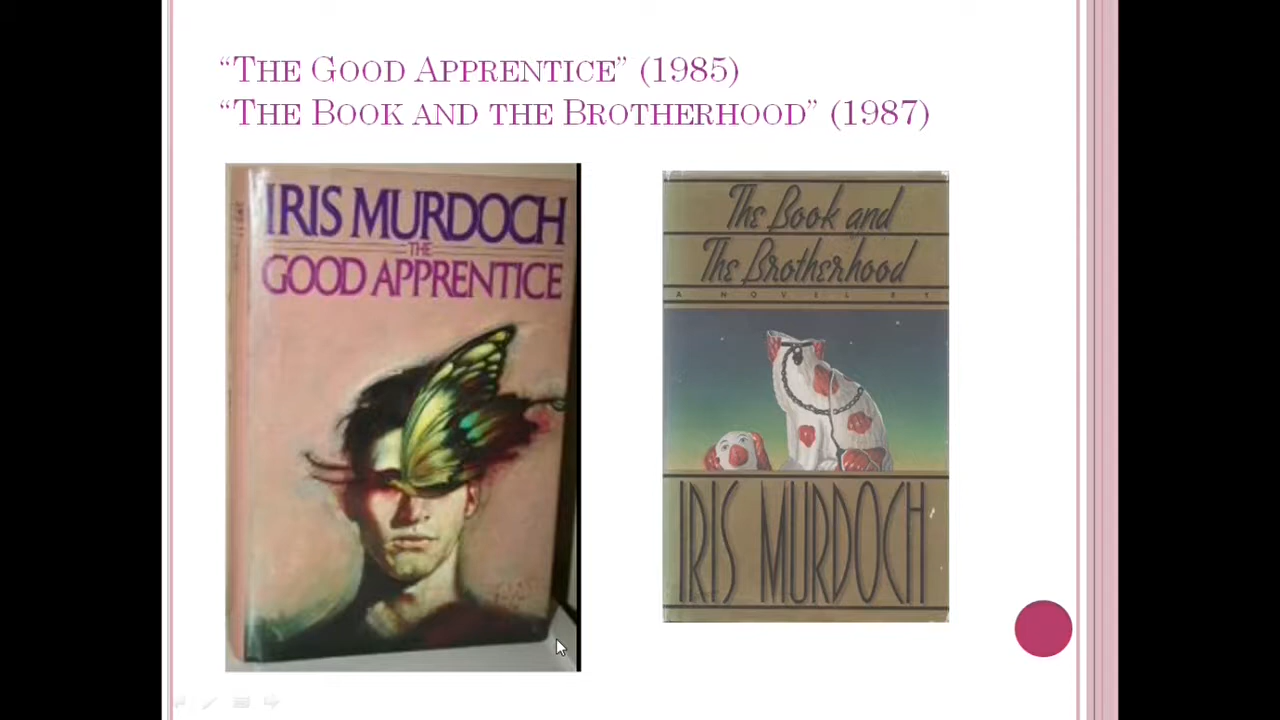 “The Good Apprentice” (1985)
“The Book and the Brotherhood” (1987)
IRIS MURDOCH
THE
GOOD APPRENTICE
The Book and
The Brotherhood
A NOVEL BY
IRIS MURDOCH